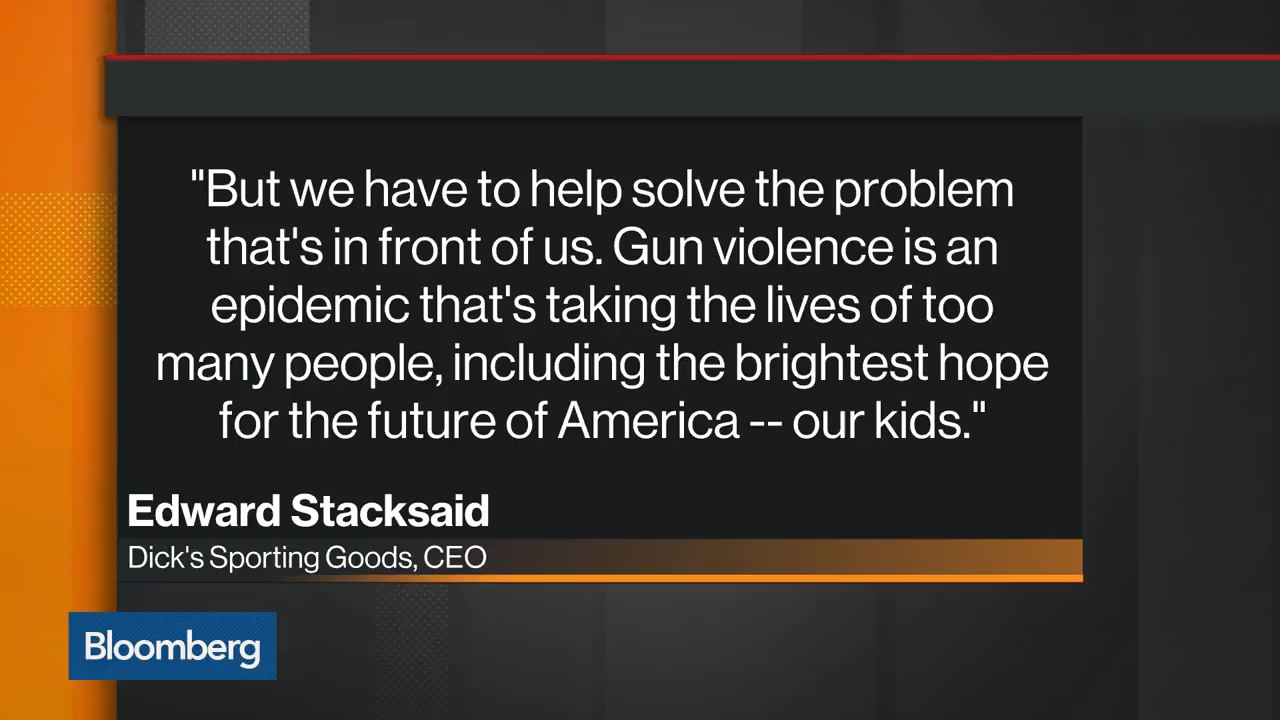 "But we have to help solve the problem
that's in front of us. Gun violence is an
epidemic that's taking the lives of too
many people, including the brightest hope
for the future of America -- our kids."
Edward Stacksaid
Dick's Sporting Goods, CEO
Bloomberg